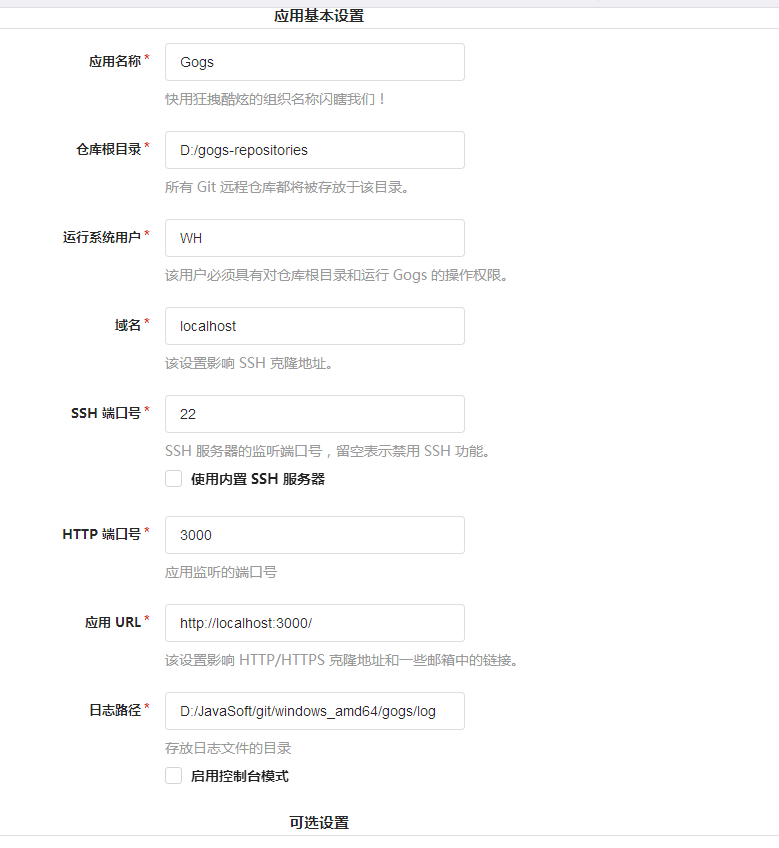 应用基本设置
应用名称*
Gogs
快用狂拽酷炫的组织名称闪瞎我们！
仓库根目录*
D:/gogs-repositories
所有 Git 远程仓库都将被存放于该目录。
运行系统用户*
WH
该用户必须具有对仓库根目录和运行 Gogs 的操作权限。
域名*
localhost
该设置影响 SSH 克隆地址。
SSH 端口号*
22
SSH 服务器的监听端口号，留空表示禁用 SSH 功能。
使用内置 SSH 服务器
HTTP 端口号*
3000
应用监听的端口号
应用 URL*
http://localhost:3000/
该设置影响 HTTP/HTTPS 克隆地址和一些邮箱中的链接。
日志路径*
D:/JavaSoft/git/windows_amd64/gogs/log
存放日志文件的目录
启用控制台模式
可选设置